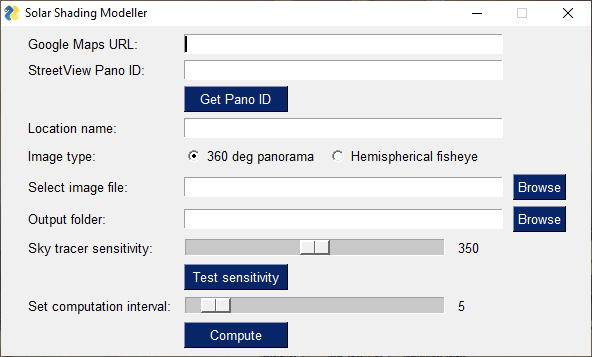 Solar Shading Modeller
Google Maps URL:
StreetView Pano ID:
Get Pano ID
Location name:
Image type: 360 deg panorama Hemispherical fisheye
Select image file: Browse
Output folder: Browse
Sky tracer sensitivity: 350
Test sensitivity
Set computation interval: 5
Compute